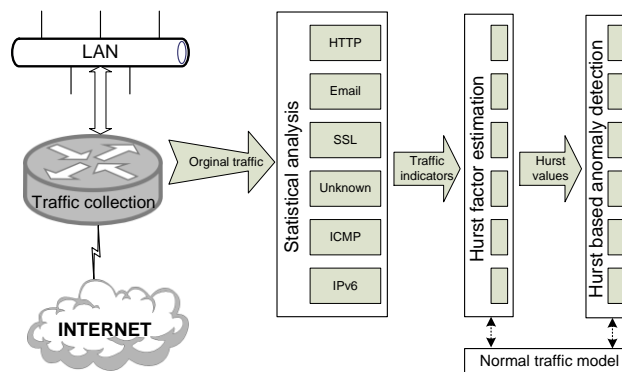 LAN
Traffic collection
INTERNET
Orginal traffic
Statistical analysis
HTTP
Email
SSL
Unknown
ICMP
IPv6
Traffic
indicators
Hurst factor estimation
Hurst
values
Hurst based anomaly detection
Normal traffic model